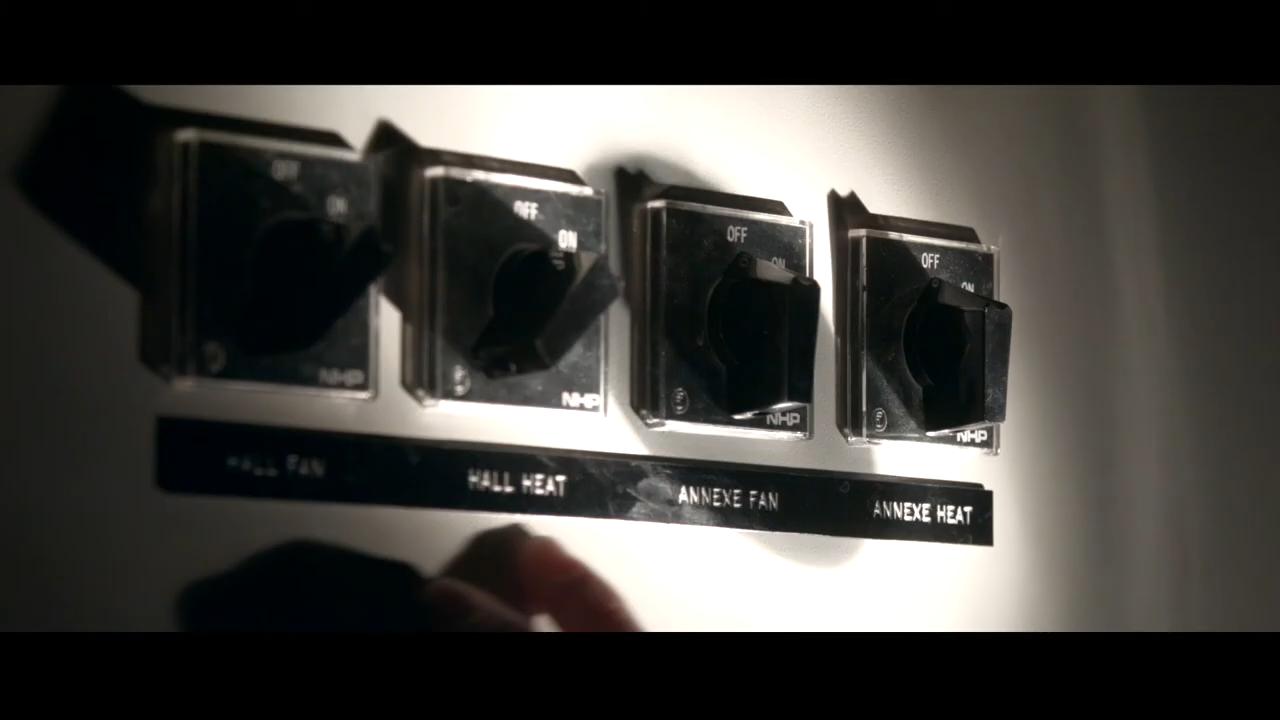 OFF
ON
NHP
OFF
ON
NHP
OFF
ON
NHP
OFF
ON
NHP
HALL FAN
HALL HEAT
ANNEXE FAN
ANNEXE HEAT